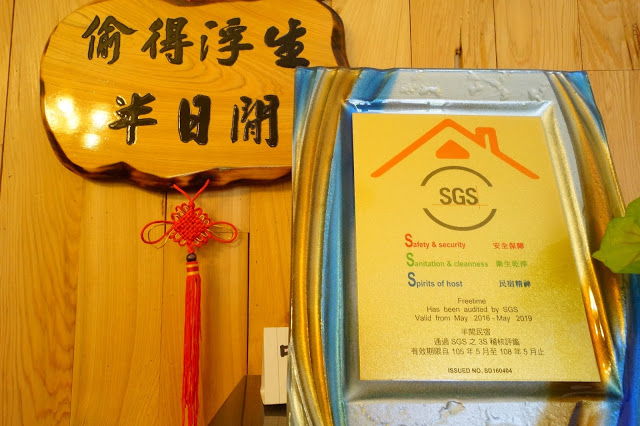 偷得浮生
半日閒
SGS
Safety & security 安全保障
Sanitation & cleanness 衛生乾淨
Spirits of host 民宿精神
Freetime
Has been audited by SGS
Valid from May 2016 - May 2019
半閒民宿
通過 SGS 之 3S 稽核評鑑
有效期限自 105 年 5 月至 108 年 5 月止
ISSUED NO. SD160404